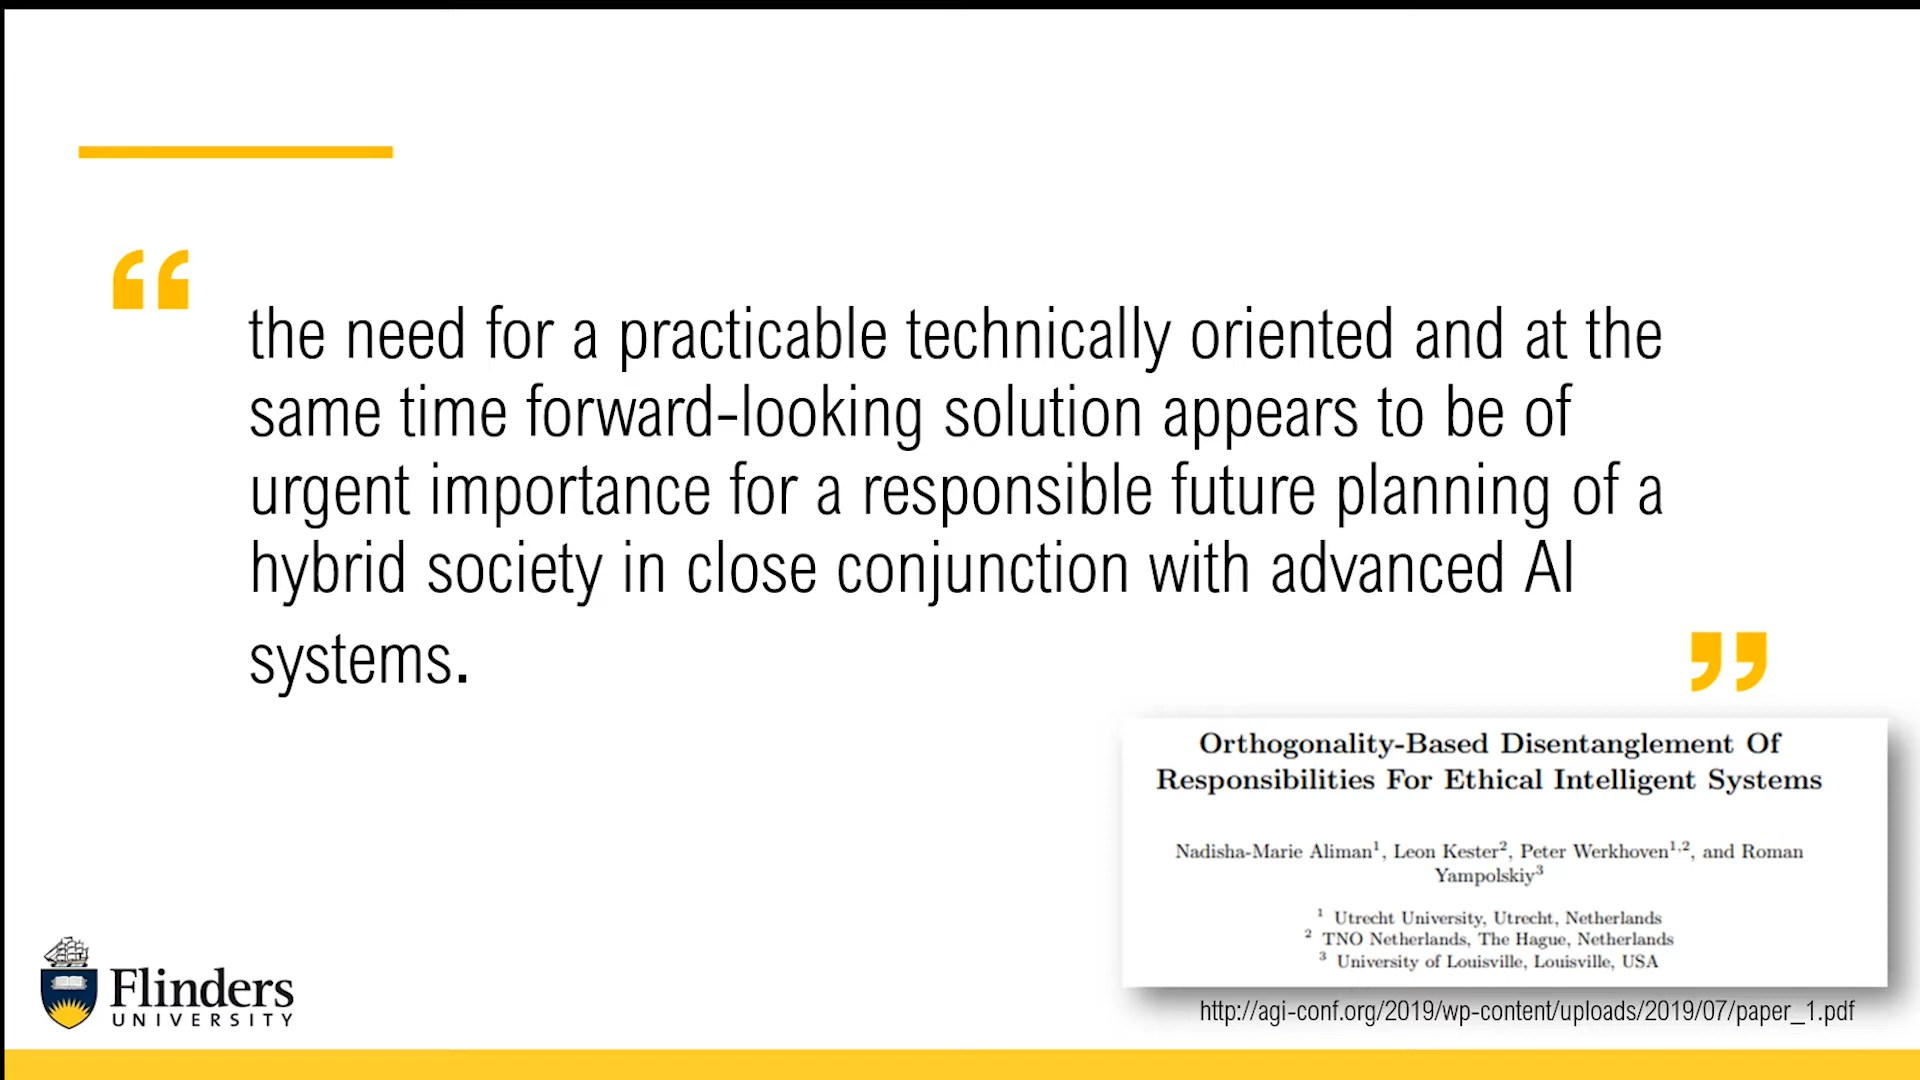 “
the need for a practicable technically oriented and at the
same time forward-looking solution appears to be of
urgent importance for a responsible future planning of a
hybrid society in close conjunction with advanced AI
systems.
”
Orthogonality-Based Disentanglement Of
Responsibilities For Ethical Intelligent Systems
Nadisha-Marie Aliman¹, Leon Kester², Peter Werkhoven¹,², and Roman
Yampolskiy³
¹ Utrecht University, Utrecht, Netherlands
² TNO Netherlands, The Hague, Netherlands
³ University of Louisville, Louisville, USA
http://agi-conf.org/2019/wp-content/uploads/2019/07/paper_1.pdf
Flinders
UNIVERSITY